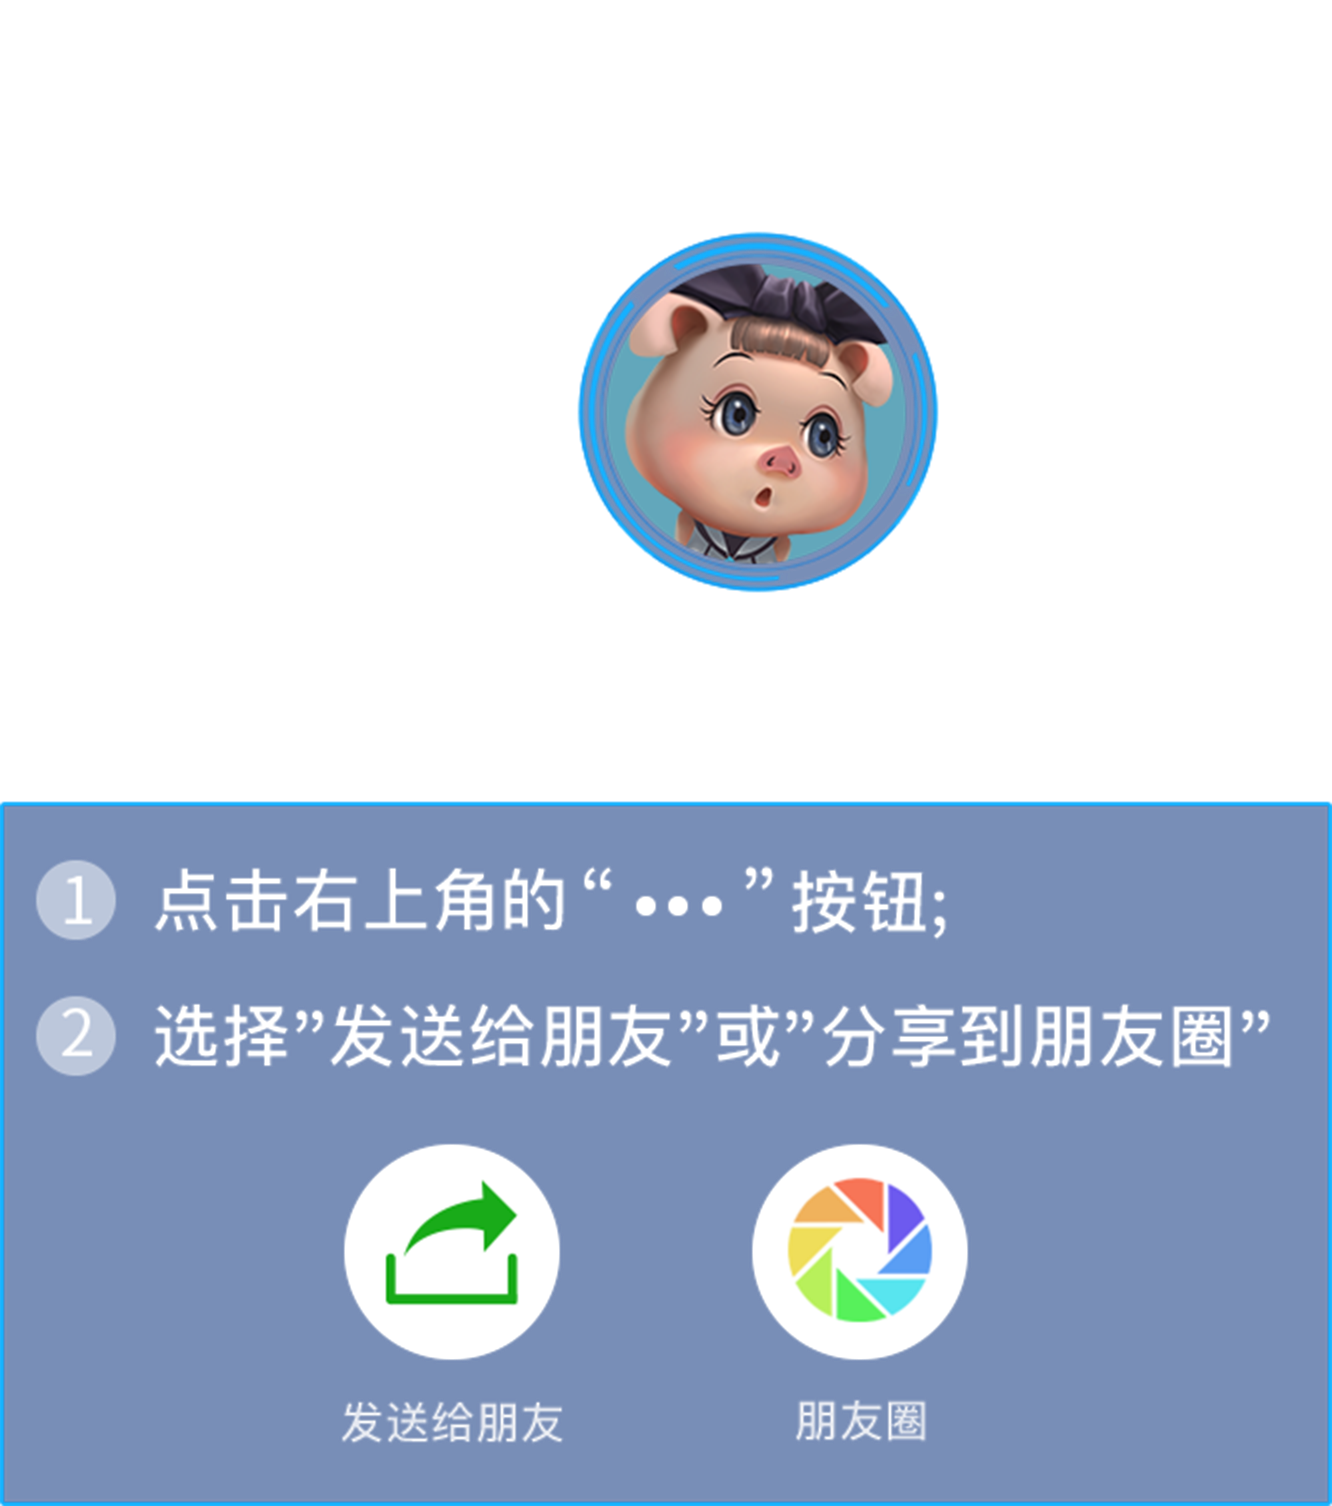 1 点击右上角的“ ••• ”按钮;
2 选择”发送给朋友”或”分享到朋友圈”
发送给朋友
朋友圈